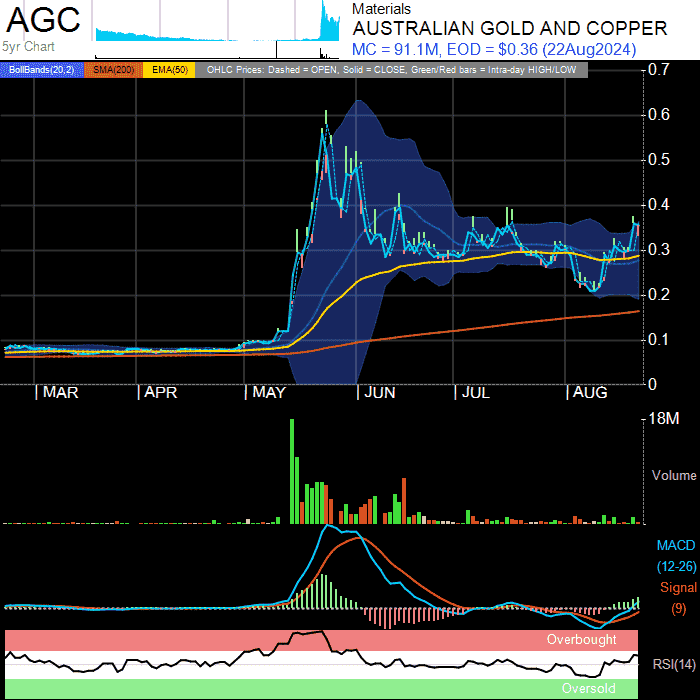 AGC
5yr Chart
Materials
AUSTRALIAN GOLD AND COPPER
MC = 91.1M, EOD = $0.36 (22Aug2024)
BollBands(20,2) SMA(200) EMA(50) OHLC Prices: Dashed = OPEN, Solid = CLOSE, Green/Red bars = Intra-day HIGH/LOW
0.7
0.6
0.5
0.4
0.3
0.2
0.1
0
MAR APR MAY JUN JUL AUG
18M
Volume
MACD
(12-26)
Signal
(9)
Overbought
RSI(14)
Oversold